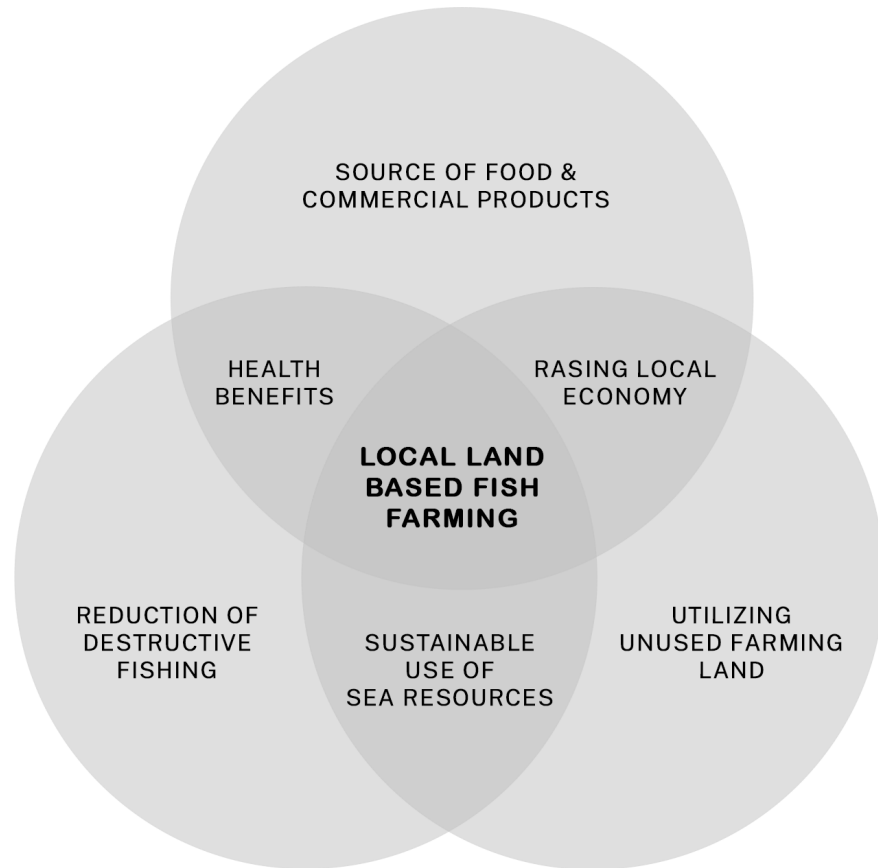 SOURCE OF FOOD &
COMMERCIAL PRODUCTS
HEALTH
BENEFITS
RASING LOCAL
ECONOMY
LOCAL LAND
BASED FISH
FARMING
REDUCTION OF
DESTRUCTIVE
FISHING
SUSTAINABLE
USE OF
SEA RESOURCES
UTILIZING
UNUSED FARMING
LAND